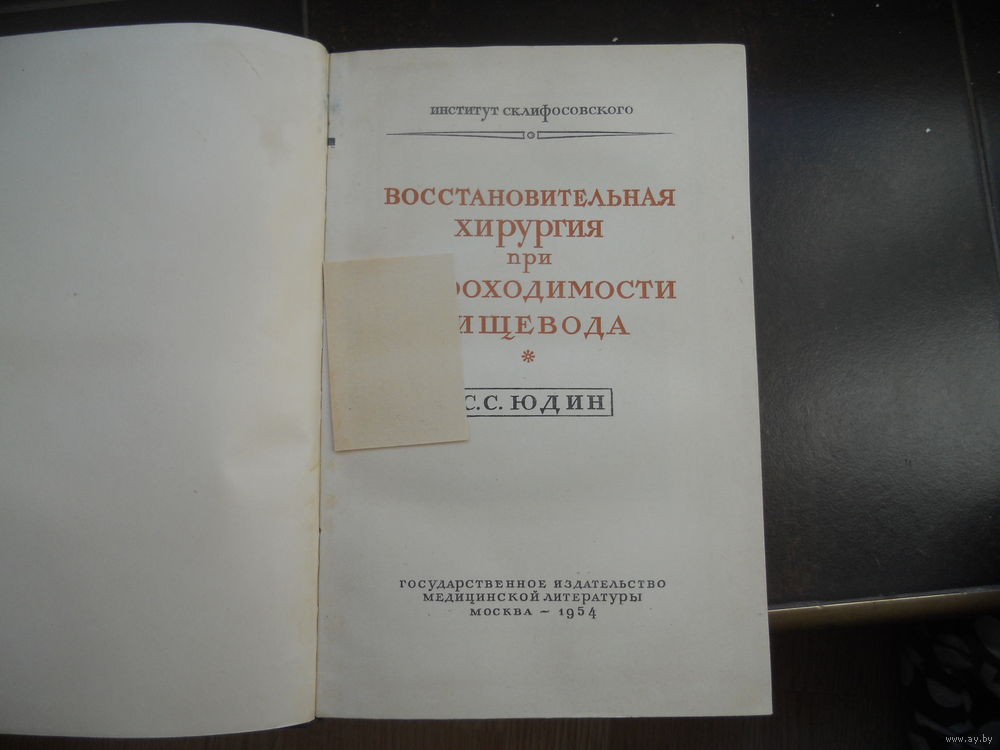 ИНСТИТУТ СКЛИФОСОВСКОГО
ВОССТАНОВИТЕЛЬНАЯ
ХИРУРГИЯ
при
ОХОДИМОСТИ
ИЩЕВОДА
*
С.С. ЮДИН
ГОСУДАРСТВЕННОЕ ИЗДАТЕЛЬСТВО
МЕДИЦИНСКОЙ ЛИТЕРАТУРЫ
МОСКВА – 1954
www.ay.by